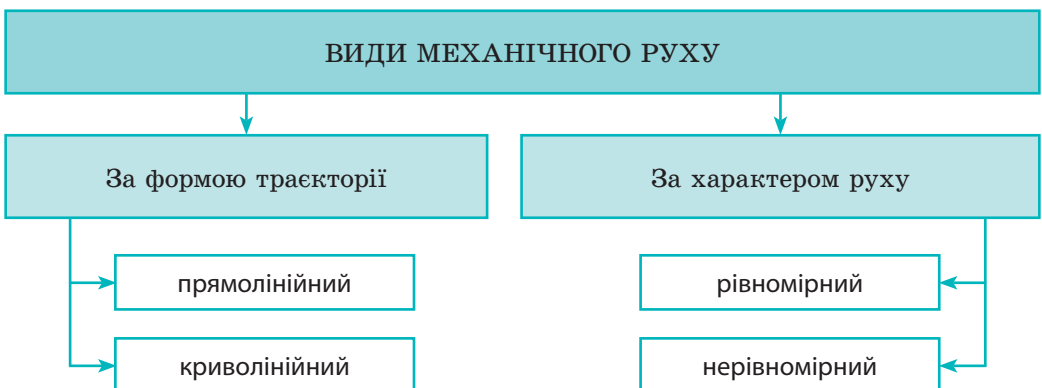 ВИДИ МЕХАНІЧНОГО РУХУ
За формою траєкторії
За характером руху
прямолінійний
рівномірний
криволінійний
нерівномірний